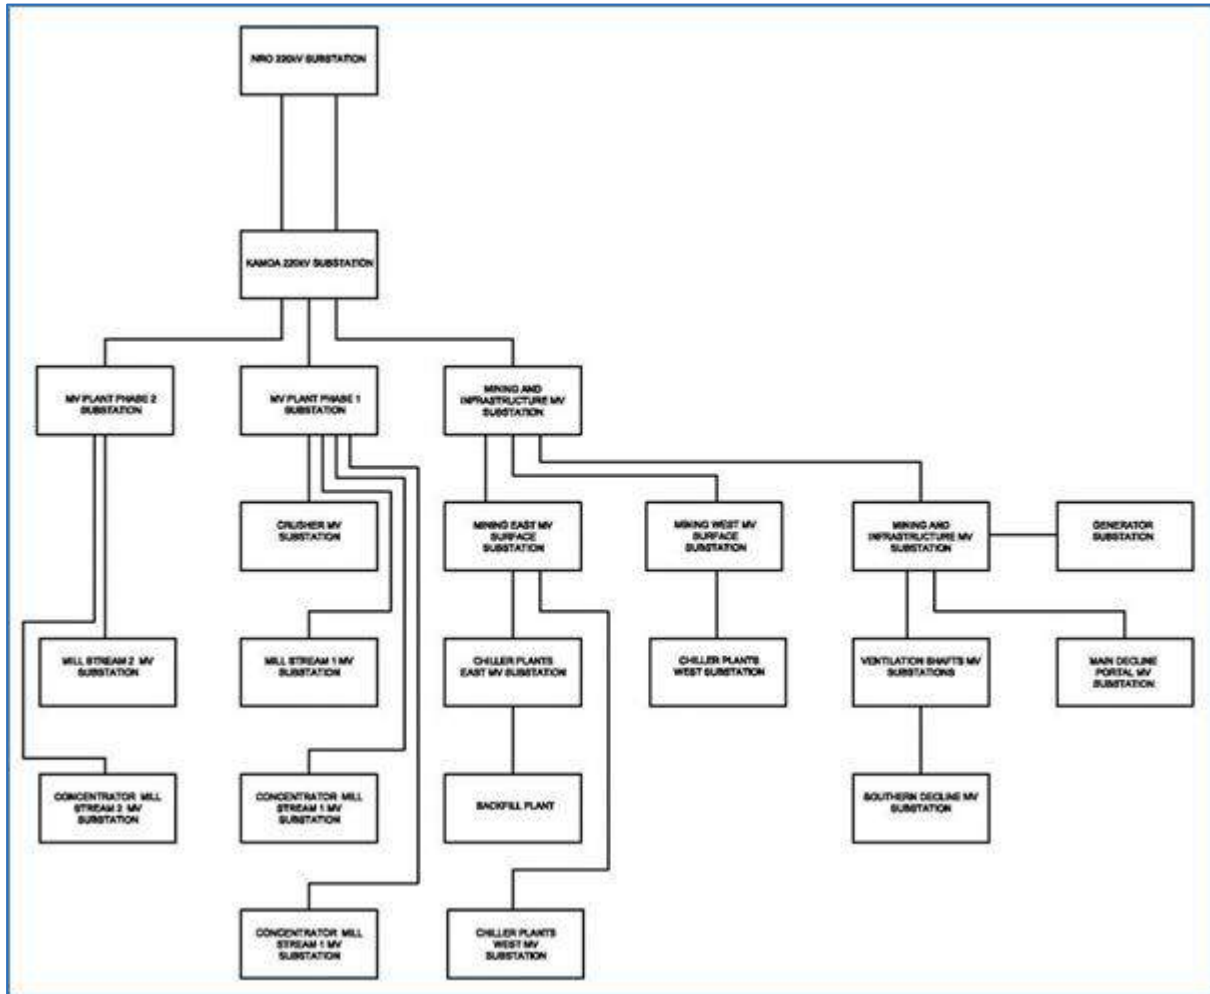 NRO 220kV SUBSTATION
KAMOA 220kV SUBSTATION
MV PLANT PHASE 2
SUBSTATION
MV PLANT PHASE 1
SUBSTATION
MINING AND
INFRASTRUCTURE MV
SUBSTATION
CRUSHER MV
SUBSTATION
MINING EAST MV
SURFACE
SUBSTATION
MINING WEST MV
SURFACE
SUBSTATION
MINING AND
INFRASTRUCTURE MV
SUBSTATION
GENERATOR
SUBSTATION
MILL STREAM 2 MV
SUBSTATION
MILL STREAM 1 MV
SUBSTATION
CHILLER PLANTS
EAST MV SUBSTATION
CHILLER PLANTS
WEST SUBSTATION
VENTILATION SHAFTS MV
SUBSTATIONS
MAIN DECLINE
PORTAL MV
SUBSTATION
CONCENTRATOR MILL
STREAM 2 MV
SUBSTATION
CONCENTRATOR MILL
STREAM 1 MV
SUBSTATION
BACKFILL PLANT
SOUTHERN DECLINE MV
SUBSTATION
CONCENTRATOR MILL
STREAM 1 MV
SUBSTATION
CHILLER PLANTS
WEST MV
SUBSTATION